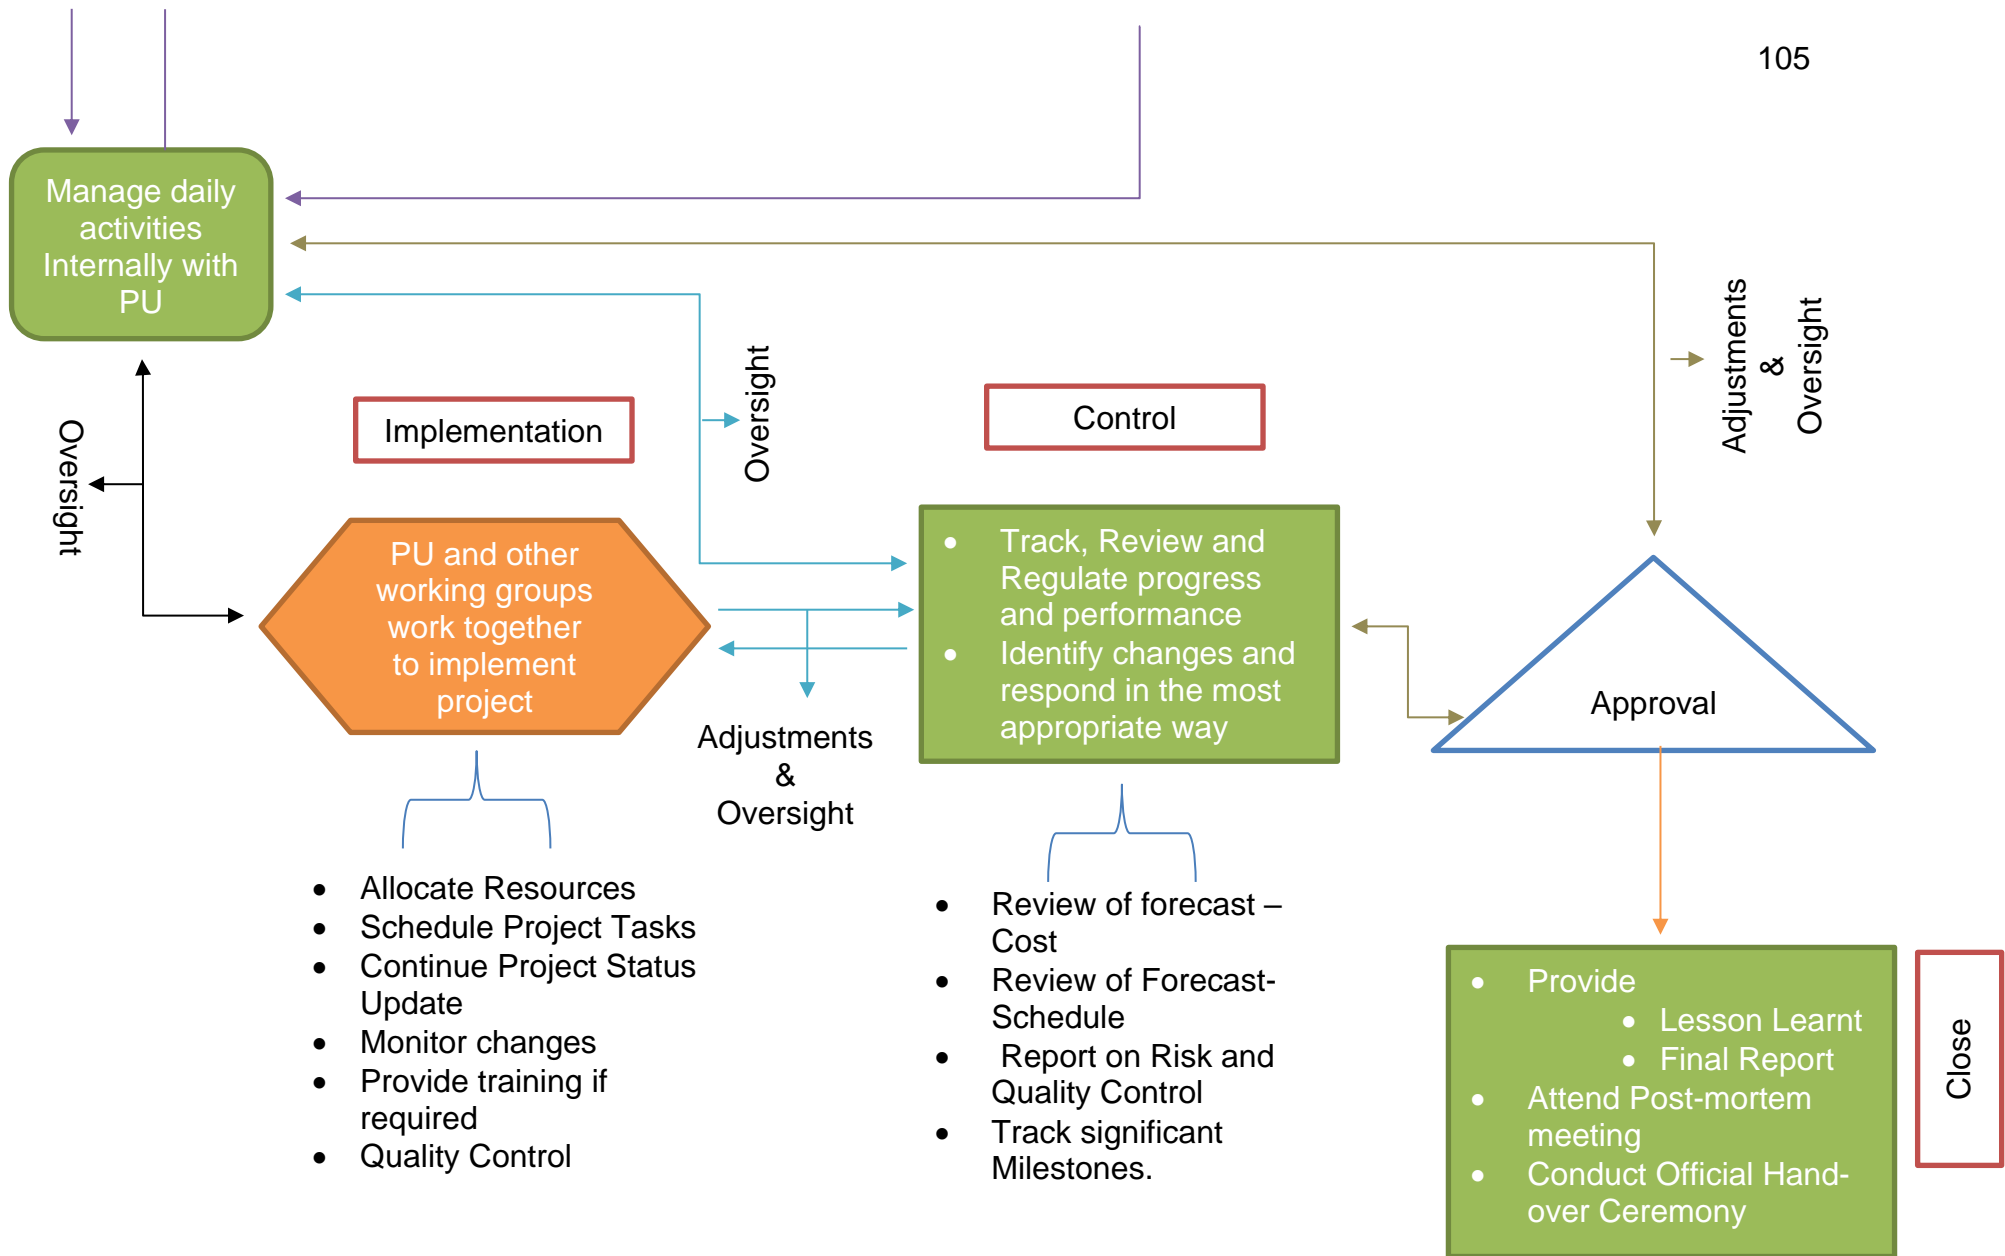 105
Manage daily
activities
Internally with
PU
Oversight
Implementation
Oversight
Control
Adjustments
&
Oversight
PU and other
working groups
work together
to implement
project
Adjustments
&
Oversight
• Track, Review and
Regulate progress
and performance
• Identify changes and
respond in the most
appropriate way
Approval
• Allocate Resources
• Schedule Project Tasks
• Continue Project Status
Update
• Monitor changes
• Provide training if
required
• Quality Control
• Review of forecast –
Cost
• Review of Forecast-
Schedule
• Report on Risk and
Quality Control
• Track significant
Milestones.
• Provide
• Lesson Learnt
• Final Report
• Attend Post-mortem
meeting
• Conduct Official Hand-
over Ceremony
Close